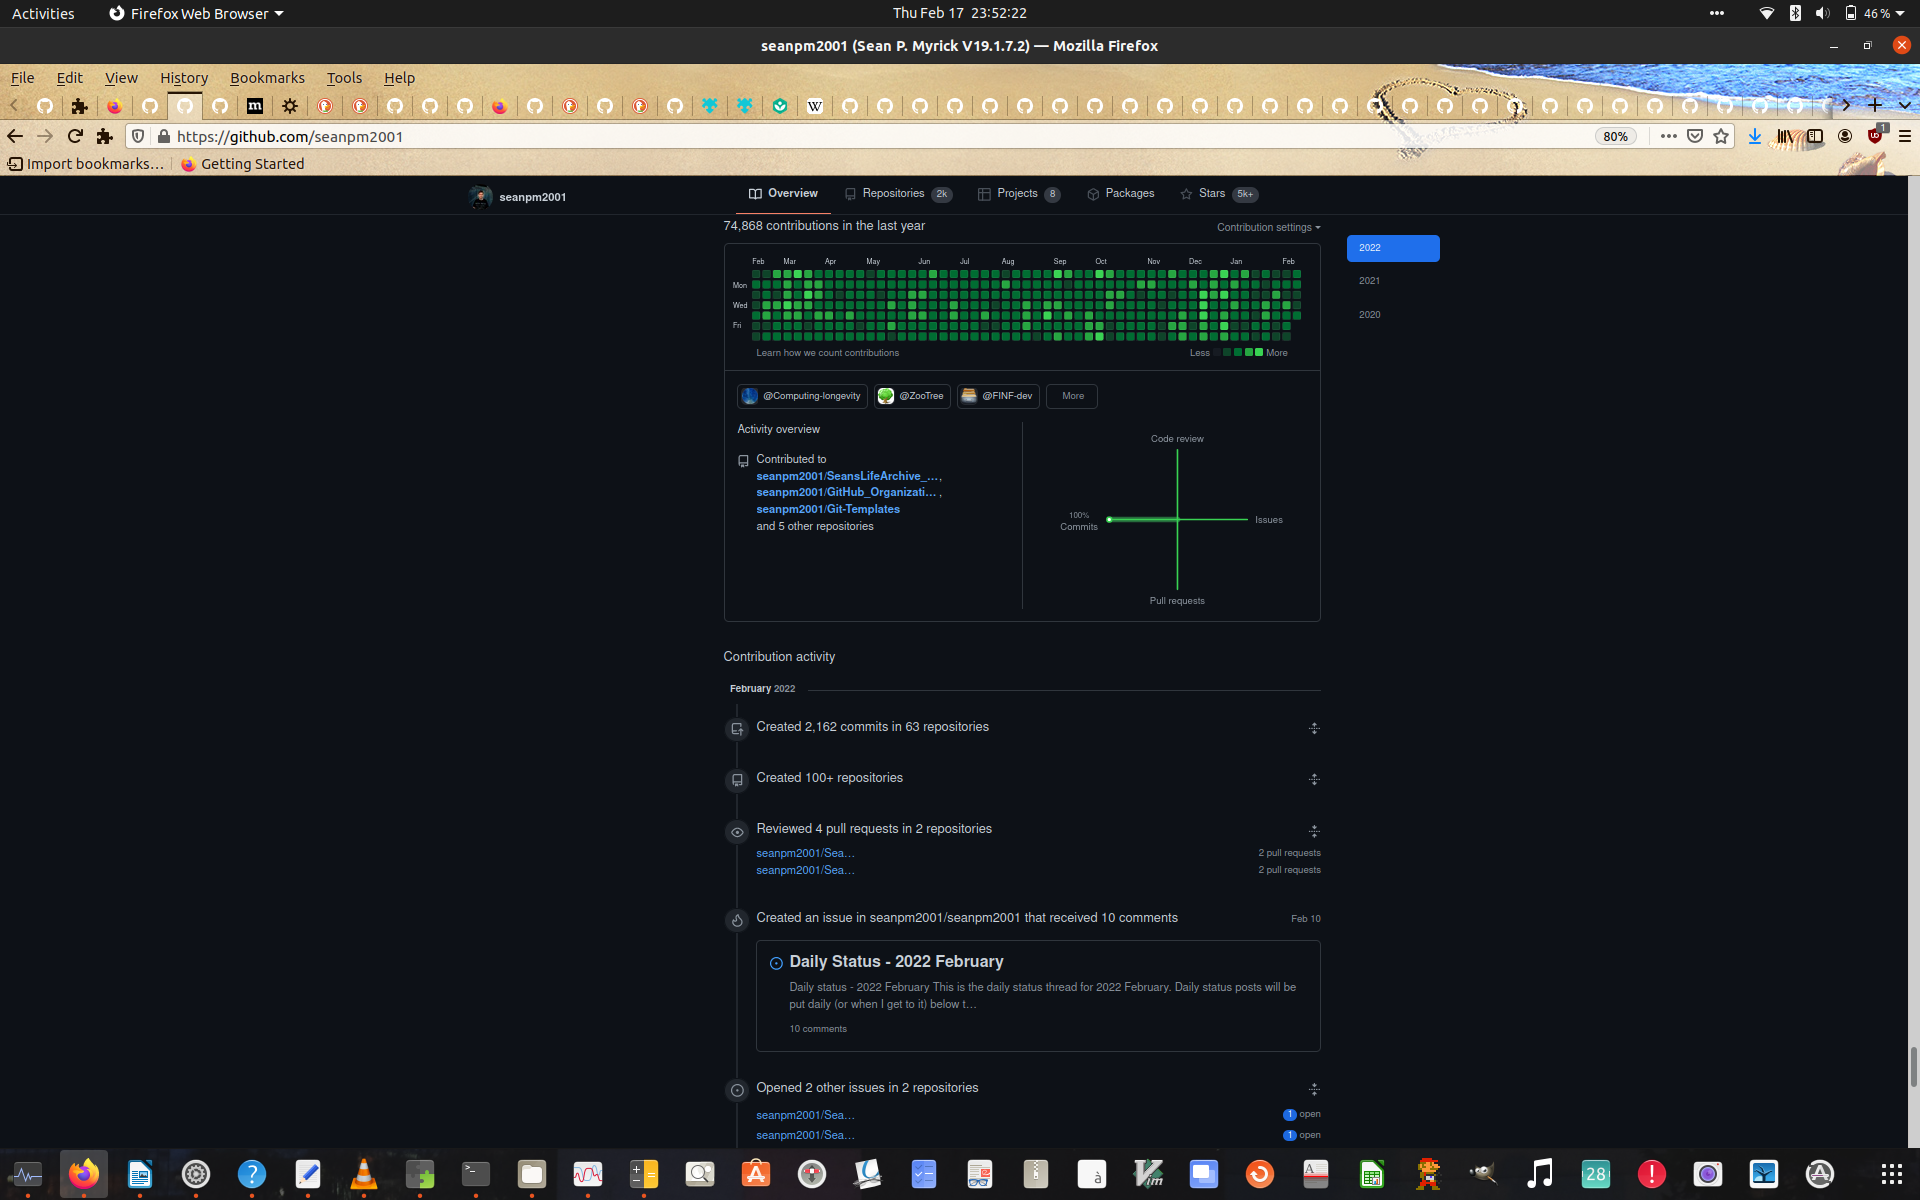 Activities
Firefox Web Browser
Thu Feb 17 23:52:22
46 %
seanpm2001 (Sean P. Myrick V19.1.7.2) — Mozilla Firefox
File Edit View History Bookmarks Tools Help
https://github.com/seanpm2001
80%
1
Import bookmarks…
Getting Started
seanpm2001
Overview
Repositories 2k
Projects 8
Packages
Stars 5k+
74,868 contributions in the last year
Contribution settings
2022
2021
2020
Feb Mar Apr May Jun Jul Aug Sep Oct Nov Dec Jan Feb
Mon
Wed
Fri
Learn how we count contributions
Less More
@Computing-longevity
@ZooTree
@FINF-dev
More
Activity overview
Contributed to
seanpm2001/SeansLifeArchive_…,
seanpm2001/GitHub_Organizati… ,
seanpm2001/Git-Templates
and 5 other repositories
Code review
100%
Commits
Issues
Pull requests
Contribution activity
February 2022
Created 2,162 commits in 63 repositories
Created 100+ repositories
Reviewed 4 pull requests in 2 repositories
seanpm2001/Sea… 2 pull requests
seanpm2001/Sea… 2 pull requests
Created an issue in seanpm2001/seanpm2001 that received 10 comments Feb 10
Daily Status - 2022 February
Daily status - 2022 February This is the daily status thread for 2022 February. Daily status posts will be
put daily (or when I get to it) below t…
10 comments
Opened 2 other issues in 2 repositories
seanpm2001/Sea… 1 open
seanpm2001/Sea… 1 open
28